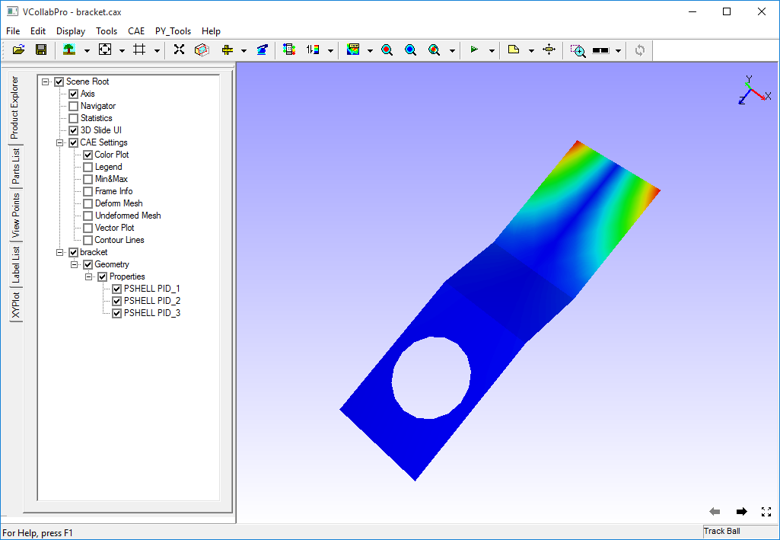 VCollabPro - bracket.cax
File Edit Display Tools CAE PY_Tools Help
Product Explorer
Parts List
View Points
Label List
XYPlot
Scene Root
Axis
Navigator
Statistics
3D Slide UI
CAE Settings
Color Plot
Legend
Min&Max
Frame Info
Deform Mesh
Undeformed Mesh
Vector Plot
Contour Lines
bracket
Geometry
Properties
PSHELL PID_1
PSHELL PID_2
PSHELL PID_3
Y
X
Z
For Help, press F1
Track Ball